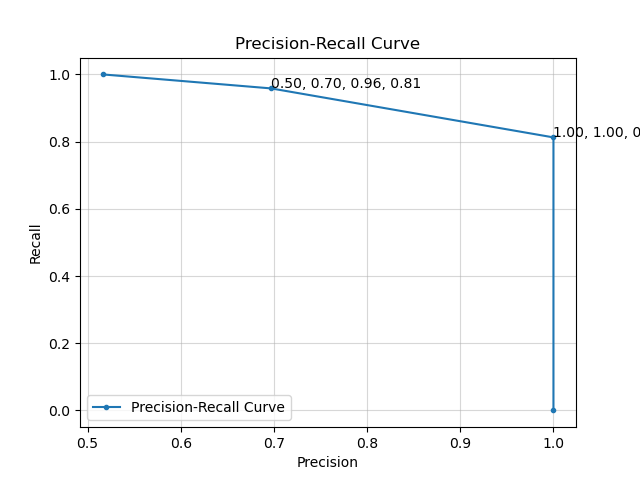 Precision-Recall Curve
1.0
0.8
0.6
0.4
0.2
0.0
Recall
0.50, 0.70, 0.96, 0.81
1.00, 1.00, 0
Precision-Recall Curve
0.5 0.6 0.7 0.8 0.9 1.0
Precision